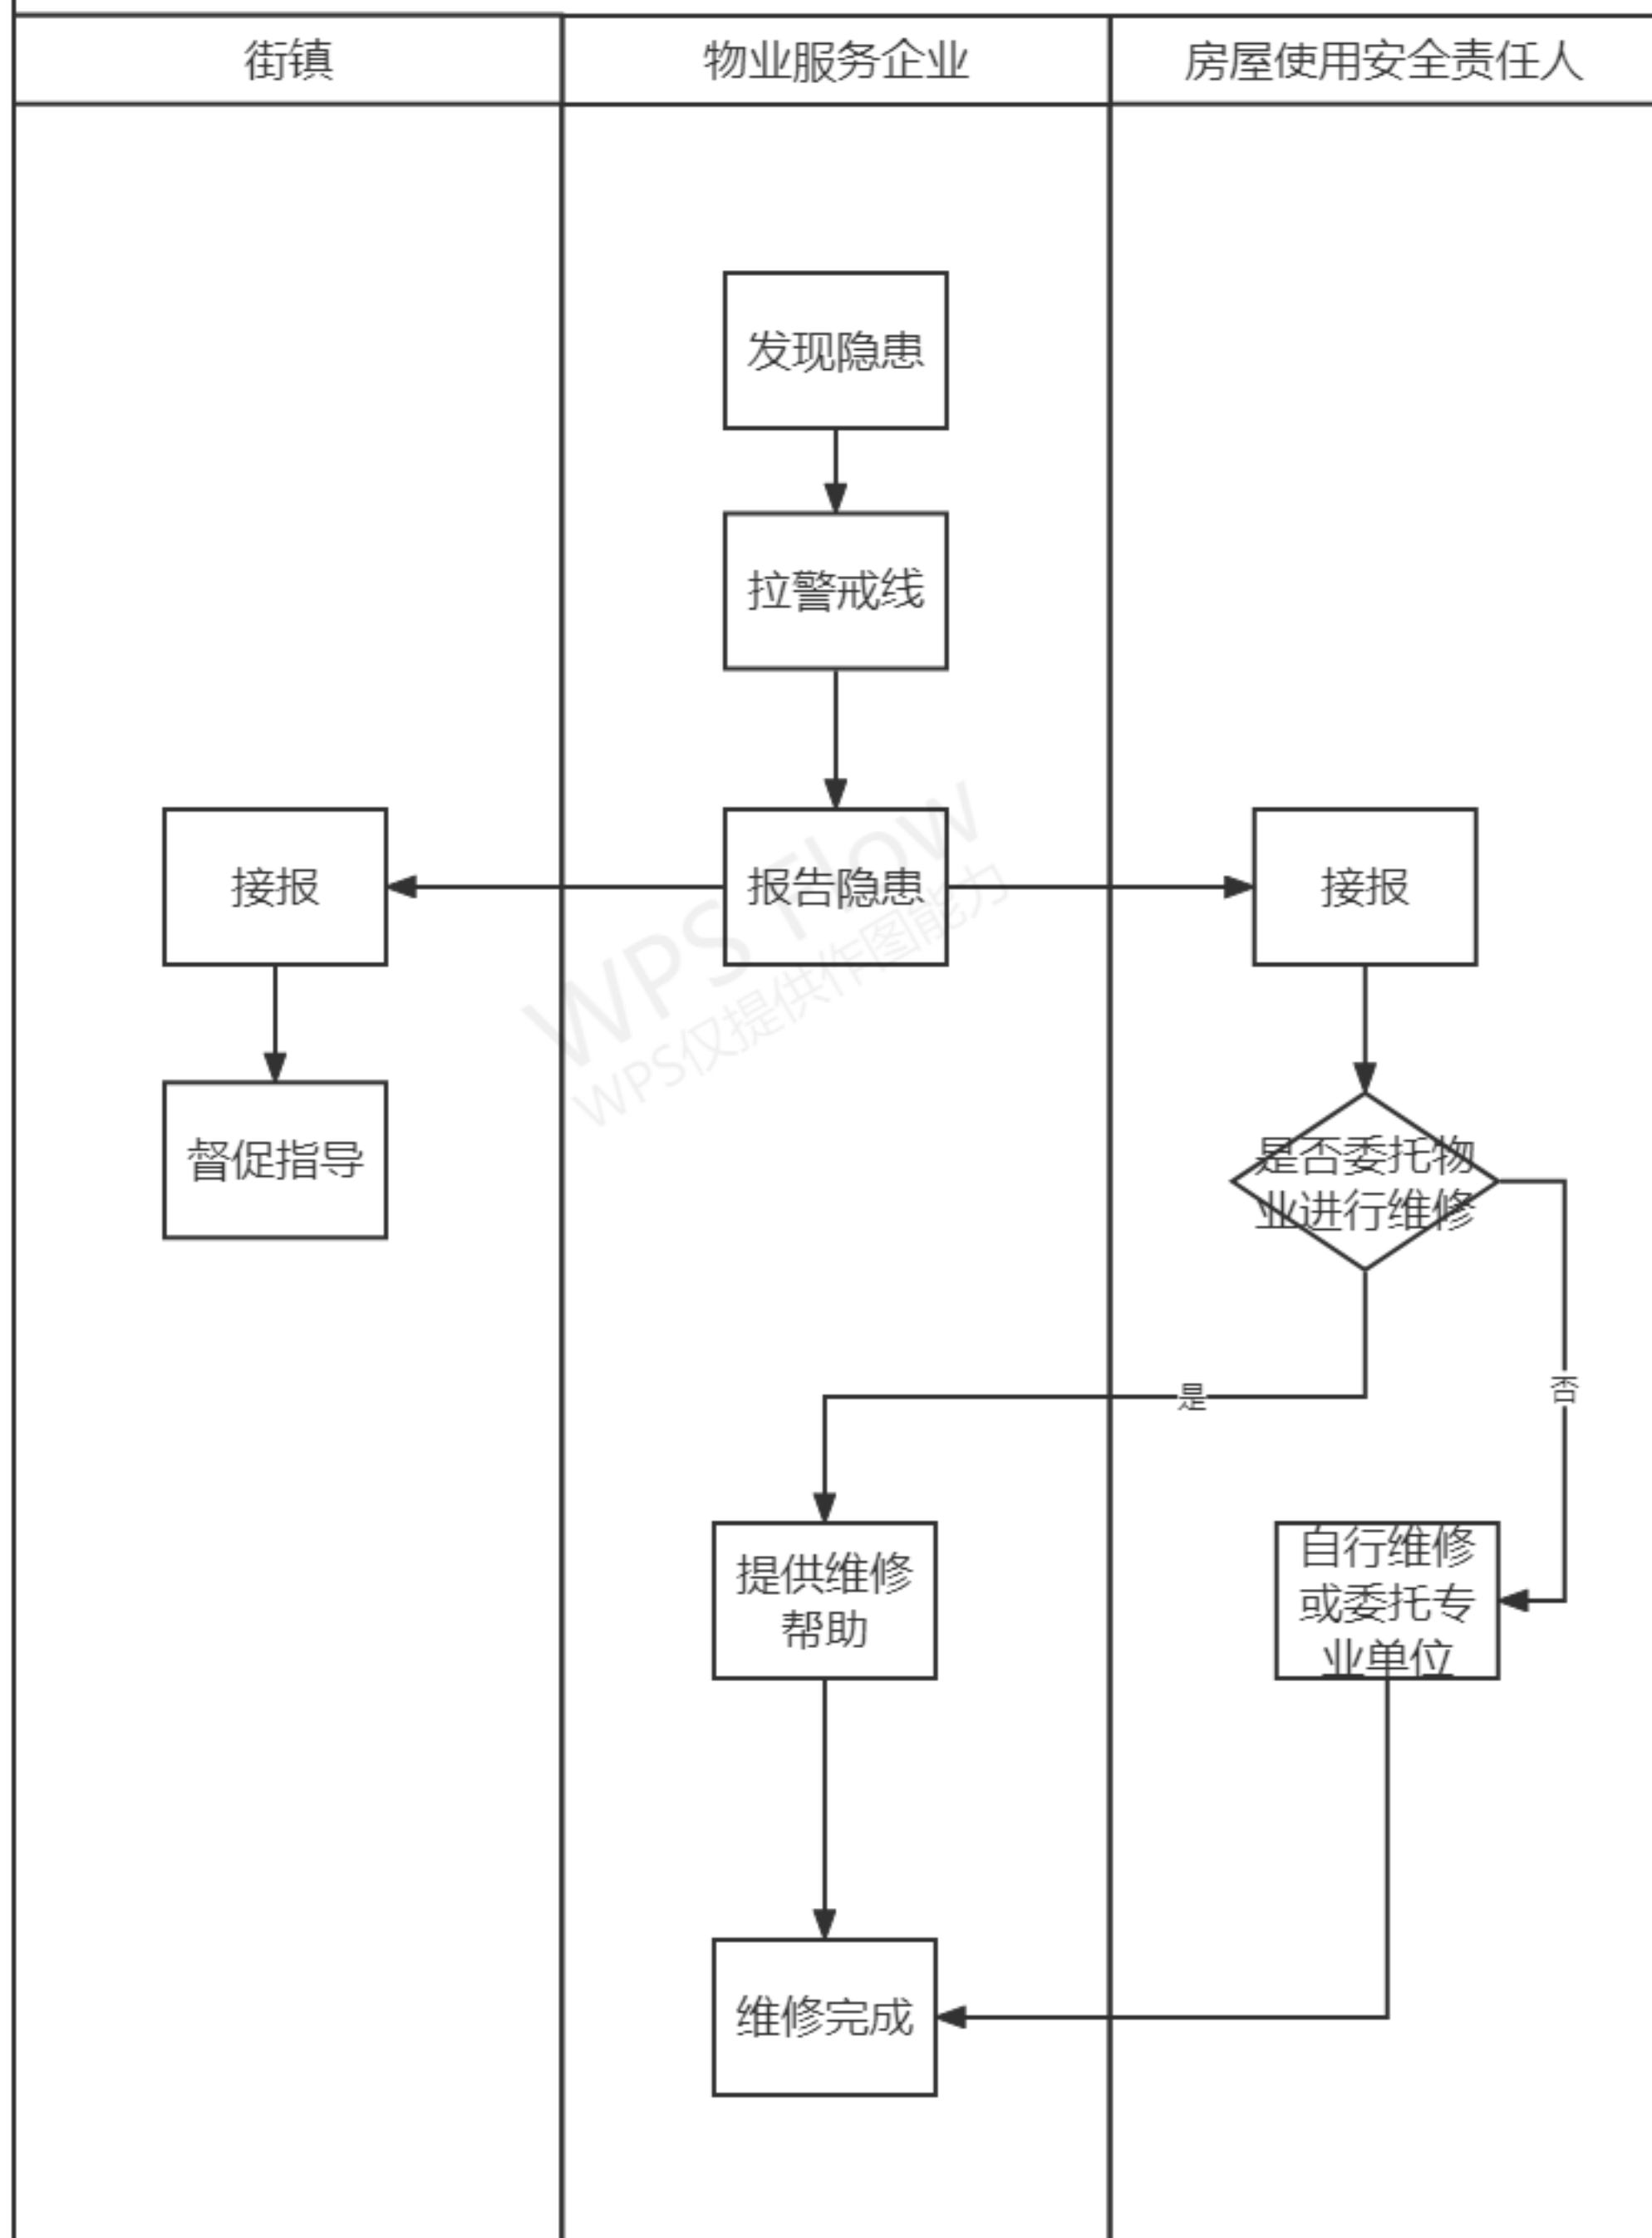 街镇
物业服务企业
房屋使用安全责任人
发现隐患
拉警戒线
接报
报告隐患
接报
WPS Flow
WPS仅提供作图能力
督促指导
是否委托物
业进行维修
是
否
提供维修
帮助
自行维修
或委托专
业单位
维修完成